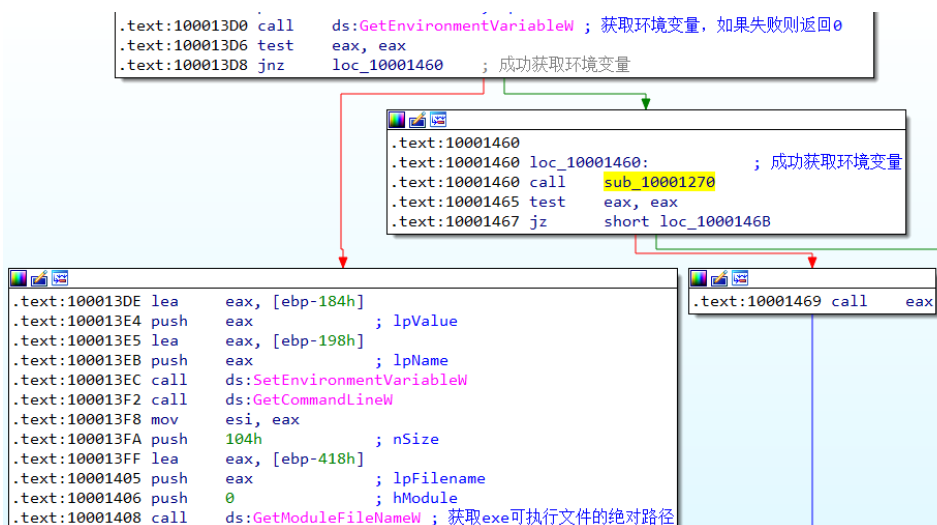 .text:100013D0 call ds:GetEnvironmentVariableW ; 获取环境变量，如果失败则返回0
.text:100013D6 test eax, eax
.text:100013D8 jnz loc_10001460 ; 成功获取环境变量
.text:10001460
.text:10001460 loc_10001460: ; 成功获取环境变量
.text:10001460 call sub_10001270
.text:10001465 test eax, eax
.text:10001467 jz short loc_1000146B
.text:100013DE lea eax, [ebp-184h]
.text:100013E4 push eax ; lpValue
.text:100013E5 lea eax, [ebp-198h]
.text:100013EB push eax ; lpName
.text:100013EC call ds:SetEnvironmentVariableW
.text:100013F2 call ds:GetCommandLineW
.text:100013F8 mov esi, eax
.text:100013FA push 104h ; nSize
.text:100013FF lea eax, [ebp-418h]
.text:10001405 push eax ; lpFilename
.text:10001406 push 0 ; hModule
.text:10001408 call ds:GetModuleFileNameW ; 获取exe可执行文件的绝对路径
.text:10001469 call eax